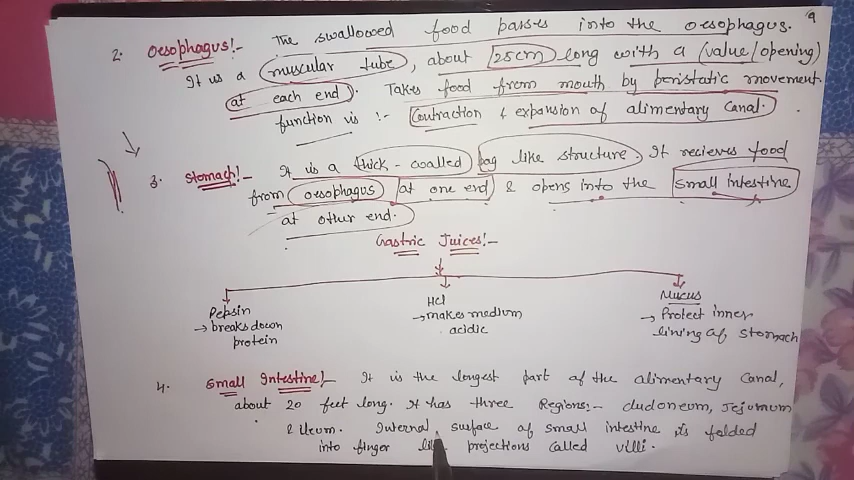 9
2. Oesophagus!- The swallowed food passes into the oesophagus.
It is a muscular tube, about 25cm long with a (value/opening)
at each end. Takes food from mouth by peristatic movement.
function is :- Contraction & expansion of alimentary Canal.
3. Stomach!- It is a thick-walled bag like structure. It recieves food
from oesophagus at one end & opens into the small intestine
at other end.
Gastric Juices!-
Pepsin
→ breaks down
protein
Hcl
→ makes medium
acidic
Mucus
→ Protect inner
lining of stomach
4. Small Intestine!- It is the longest part of the alimentary Canal,
about 20 feet long. It has three Regions:- dudoneum, Jejunum
& ileum. Internal surface of small intestine is folded
into finger projections called villi.